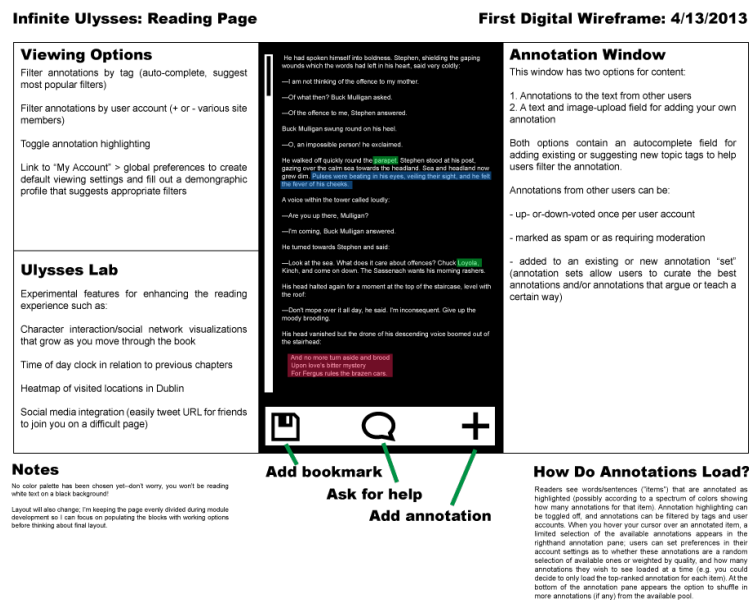 Infinite Ulysses: Reading Page
First Digital Wireframe: 4/13/2013
Viewing Options
Filter annotations by tag (auto-complete, suggest
most popular filters)
Filter annotations by user account (+ or - various site
members)
Toggle annotation highlighting
Link to “My Account” > global preferences to create
default viewing settings and fill out a demongraphic
profile that suggests appropriate filters
Ulysses Lab
Experimental features for enhancing the reading
experience such as:
Character interaction/social network visualizations
that grow as you move through the book
Time of day clock in relation to previous chapters
Heatmap of visited locations in Dublin
Social media integration (easily tweet URL for friends
to join you on a difficult page)
He had spoken himself into boldness. Stephen, shielding the gaping
wounds which the words had left in his heart, said very coldly:
—I am not thinking of the offence to my mother.
—Of what then? Buck Mulligan asked.
—Of the offence to me, Stephen answered.
Buck Mulligan swung round on his heel.
—O, an impossible person! he exclaimed.
He walked off quickly round the parapet. Stephen stood at his post,
gazing over the calm sea towards the headland. Sea and headland now
grew dim. Pulses were beating in his eyes, veiling their sight, and he felt
the fever of his cheeks.
A voice within the tower called loudly:
—Are you up there, Mulligan?
—I'm coming, Buck Mulligan answered.
He turned towards Stephen and said:
—Look at the sea. What does it care about offences? Chuck Loyola,
Kinch, and come on down. The Sassenach wants his morning rashers.
His head halted again for a moment at the top of the staircase, level with
the roof:
—Don't mope over it all day, he said. I'm inconsequent. Give up the
moody brooding.
His head vanished but the drone of his descending voice boomed out of
the stairhead:
And no more turn aside and brood
Upon love's bitter mystery
For Fergus rules the brazen cars.
Annotation Window
This window has two options for content:
1. Annotations to the text from other users
2. A text and image-upload field for adding your own
annotation
Both options contain an autocomplete field for
adding existing or suggesting new topic tags to help
users filter the annotation.
Annotations from other users can be:
- up- or-down-voted once per user account
- marked as spam or as requiring moderation
- added to an existing or new annotation “set”
(annotation sets allow users to curate the best
annotations and/or annotations that argue or teach a
certain way)
Notes
No color palette has been chosen yet–don't worry, you won't be reading
white text on a black background!
Layout will also change; I'm keeping the page evenly divided during module
development so I can focus on populating the blocks with working options
before thinking about final layout.
Add bookmark
Ask for help
Add annotation
How Do Annotations Load?
Readers see words/sentences (“items”) that are annotated as
highlighted (possibly according to a spectrum of colors showing
how many annotations for that item). Annotation highlighting can
be toggled off, and annotations can be filtered by tags and user
accounts. When you hover your cursor over an annotated item, a
limited selection of the available annotations appears in the
righthand annotation pane; users can set preferences in their
account settings as to whether these annotations are a random
selection of available ones or weighted by quality, and how many
annotations they wish to see loaded at a time (e.g. you could
decide to only load the top-ranked annotation for each item). At the
bottom of the annotation pane appears the option to shuffle in
more annotations (if any) from the available pool.